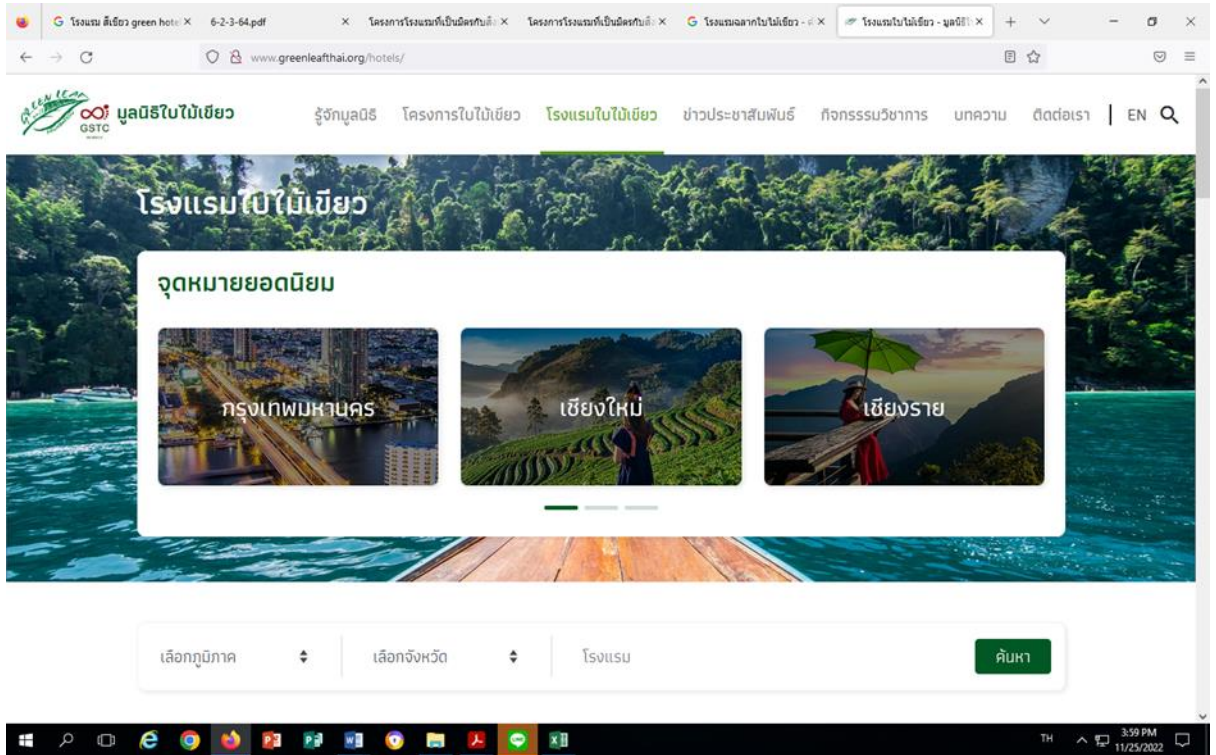 โรงแรม สีเขียว green hotel
6-2-3-64.pdf
โครงการโรงแรมที่เป็นมิตรกับสิ่ง
โครงการโรงแรมที่เป็นมิตรกับสิ่ง
โรงแรมฉลากใบไม้เขียว - ค
โรงแรมใบไม้เขียว - มูลนิธิใ
www.greenleafthai.org/hotels/
GREEN LEAF
GSTC
มูลนิธิใบไม้เขียว
รู้จักมูลนิธิ
โครงการใบไม้เขียว
โรงแรมใบไม้เขียว
ข่าวประชาสัมพันธ์
กิจกรรรมวิชาการ
บทความ
ติดต่อเรา
EN
โรงแรมใบไม้เขียว
จุดหมายยอดนิยม
กรุงเทพมหานคร
เชียงใหม่
เชียงราย
เลือกภูมิภาค
เลือกจังหวัด
โรงแรม
ค้นหา
TH
3:59 PM
11/25/2022